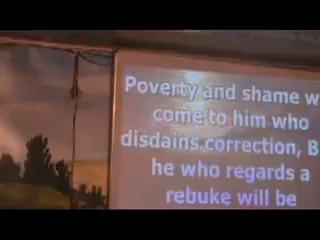 Poverty and shame w
come to him who
disdains correction, B
he who regards a
rebuke will be